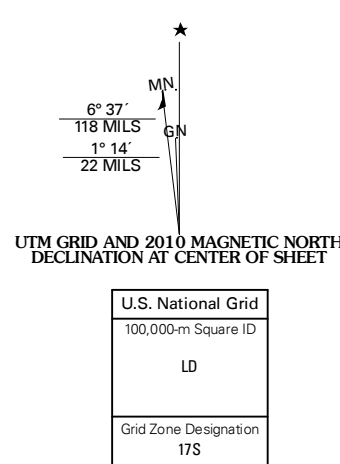 MN.
6° 37´
118 MILS
GN
1° 14´
22 MILS
UTM GRID AND 2010 MAGNETIC NORTH
DECLINATION AT CENTER OF SHEET
U.S. National Grid
100,000-m Square ID
LD
Grid Zone Designation
17S